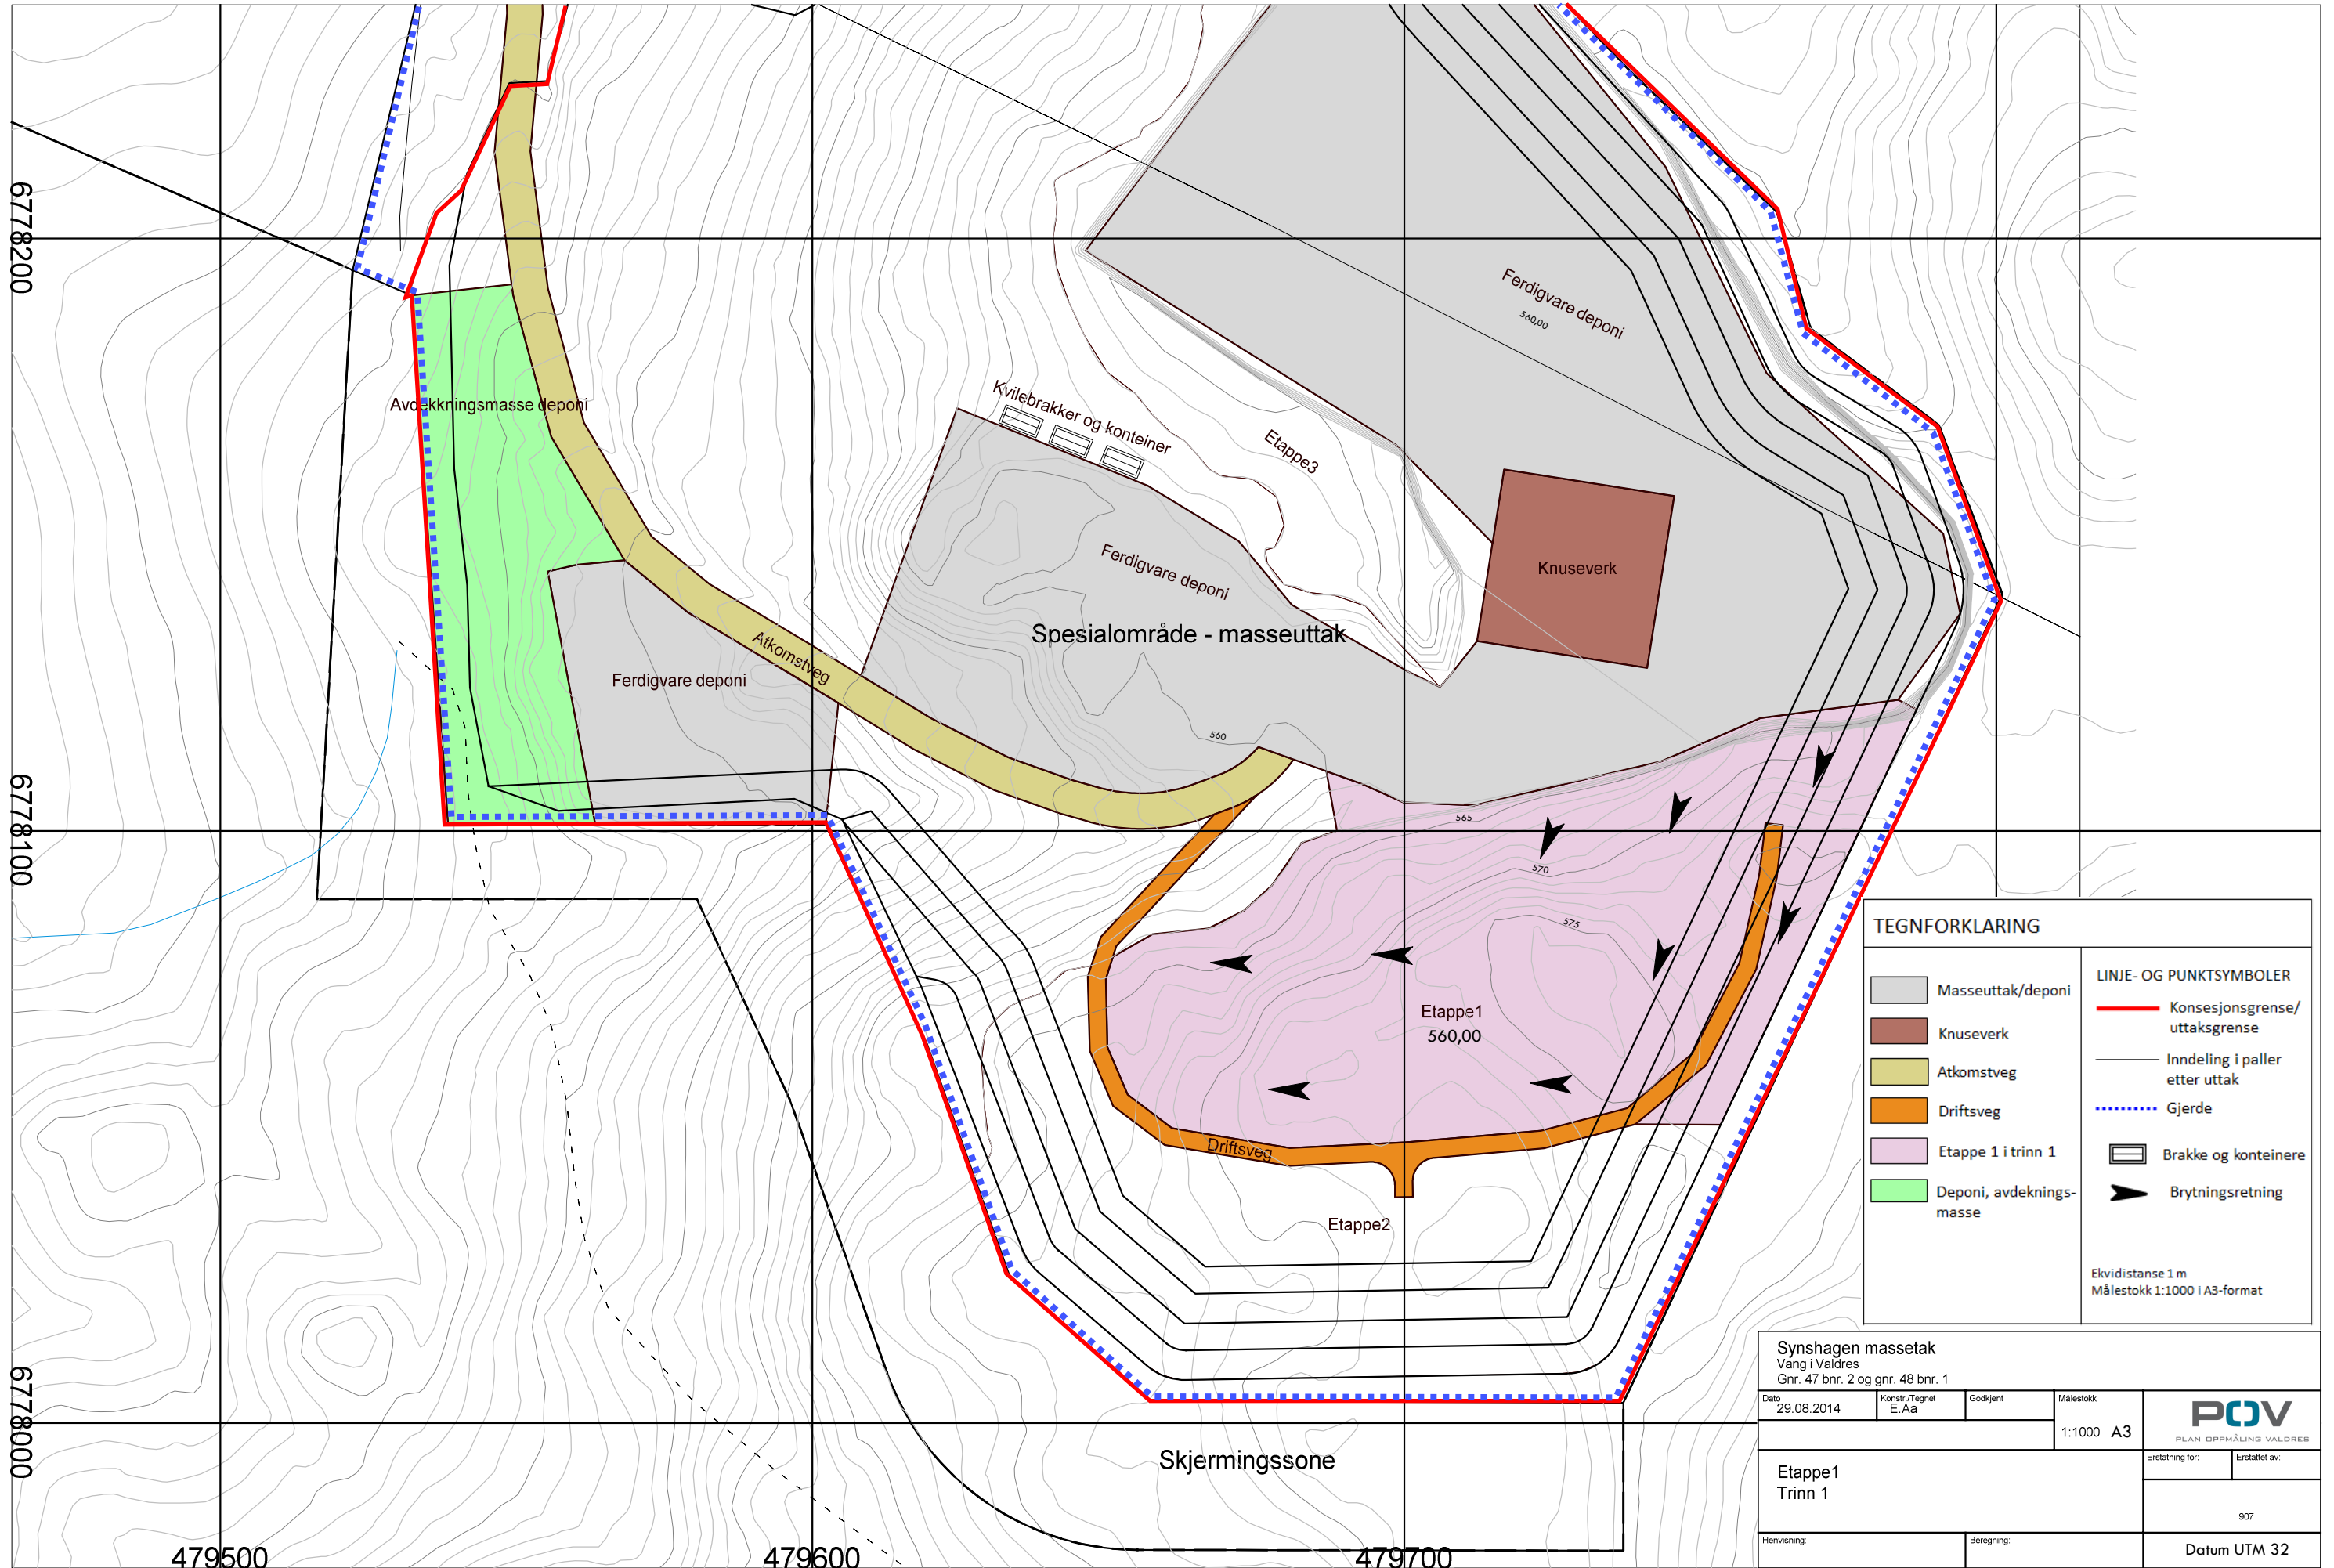 6778200
6778100
6778000
479500
479600
479700
Ferdigvare deponi
560,00
Kvilebrakker og konteiner
Avdekkningsmasse deponi
Etappe3
Ferdigvare deponi
Knuseverk
Spesialområde - masseuttak
Atkomstveg
Ferdigvare deponi
560
565
570
575
Etappe1
560,00
Driftsveg
Etappe2
Skjermingssone
TEGNFORKLARING
Masseuttak/deponi
Knuseverk
Atkomstveg
Driftsveg
Etappe 1 i trinn 1
Deponi, avdeknings-
masse
LINJE- OG PUNKTSYMBOLER
Konsesjonsgrense/
uttaksgrense
Inndeling i paller
etter uttak
Gjerde
Brakke og konteinere
Brytningsretning
Ekvidistanse 1 m
Målestokk 1:1000 i A3-format
Synshagen massetak
Vang i Valdres
Gnr. 47 bnr. 2 og gnr. 48 bnr. 1
Dato
29.08.2014
Konstr./Tegnet
E.Aa
Godkjent
Målestokk
1:1000 A3
POV
PLAN OPPMÅLING VALDRES
Etappe1
Trinn 1
Erstatning for:
Erstattet av:
907
Henvisning:
Beregning:
Datum UTM 32